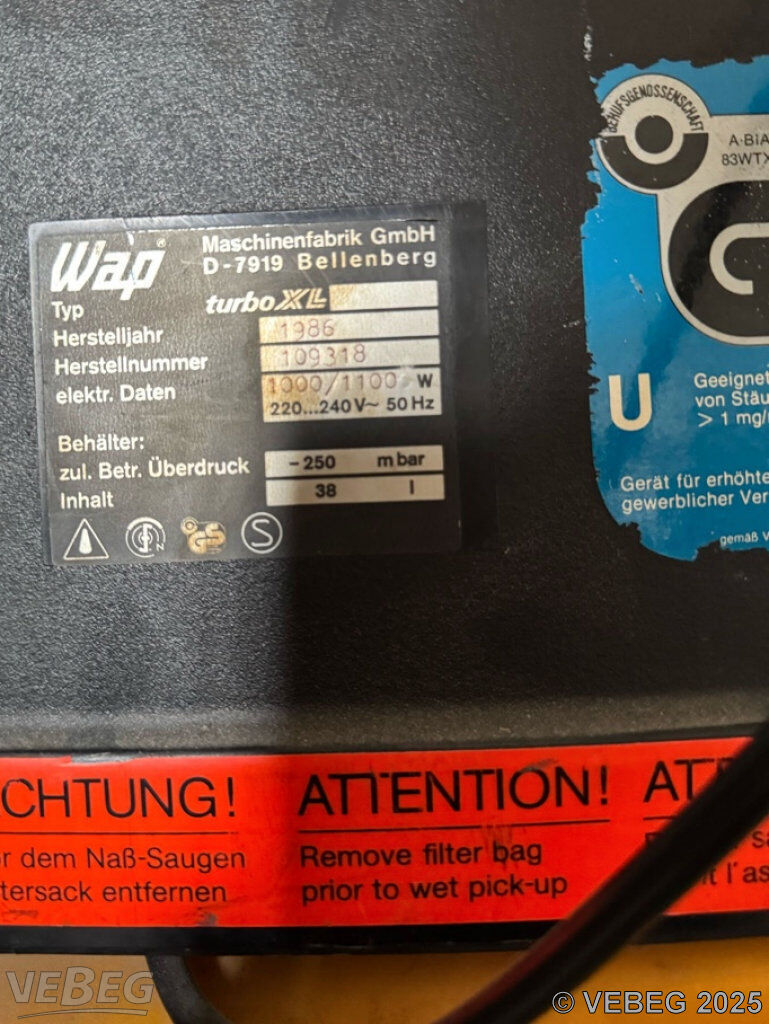 BERUFSGENOSSENSCHAFT
83WTX
Wap®
Maschinenfabrik GmbH
D-7919 Bellenberg
Typ turbo XL
Herstelljahr 1986
Herstellnummer 109318
elektr. Daten 1000/1100 W
220...240 V~ 50 Hz
Behälter:
zul. Betr. Überdruck -250 mbar
Inhalt 38 l
GS
S
U
Geeignet
von Stäu
> 1 mg/
Gerät für erhöhte
gewerblicher Ver
gemäß V
CHTUNG!
r dem Naß-Saugen
tersack entfernen
ATTENTION!
Remove filter bag
prior to wet pick-up
AT
l'as
VEBEG
© VEBEG 2025